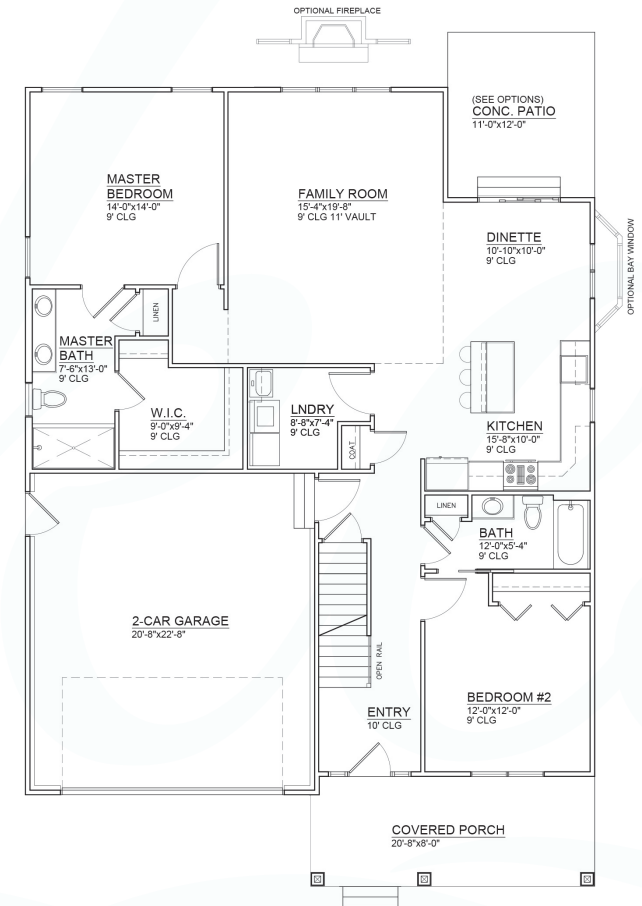 OPTIONAL FIREPLACE
(SEE OPTIONS)
CONC. PATIO
11'-0"x12'-0"
MASTER
BEDROOM
14'-0"x14'-0"
9' CLG
FAMILY ROOM
15'-4"x19'-8"
9' CLG 11' VAULT
DINETTE
10'-10"x10'-0"
9' CLG
OPTIONAL BAY WINDOW
LINEN
MASTER
BATH
7'-6"x13'-0"
9' CLG
W.I.C.
9'-0"x9'-4"
9' CLG
LNDRY
8'-8"x7'-4"
9' CLG
COAT
KITCHEN
15'-8"x10'-0"
9' CLG
LINEN
BATH
12'-0"x5'-4"
9' CLG
2-CAR GARAGE
20'-8"x22'-8"
OPEN RAIL
ENTRY
10' CLG
BEDROOM #2
12'-0"x12'-0"
9' CLG
COVERED PORCH
20'-8"x8'-0"